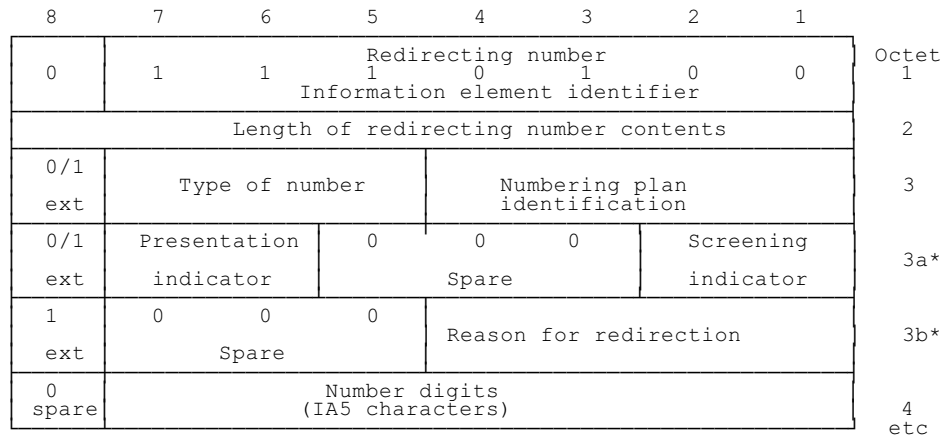 8 7 6 5 4 3 2 1
Redirecting number Octet
0 1 1 1 0 1 0 0 1
Information element identifier
Length of redirecting number contents 2
0/1
Type of number Numbering plan 3
ext identification
0/1 Presentation 0 0 0 Screening
3a*
ext indicator Spare indicator
1 0 0 0
Reason for redirection 3b*
ext Spare
0 Number digits
spare (IA5 characters) 4
etc